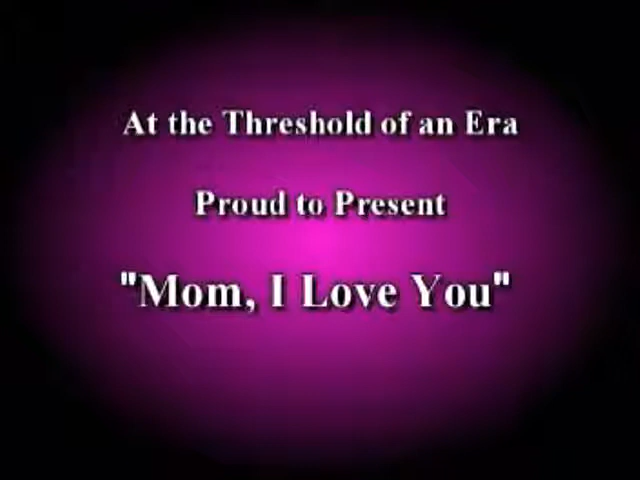 At the Threshold of an Era
Proud to Present
"Mom, I Love You"